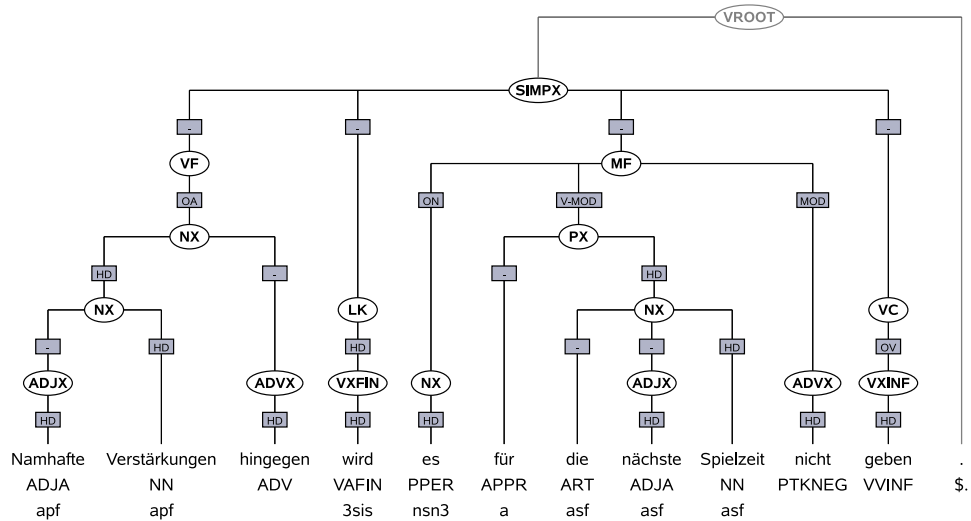 VROOT
SIMPX
- - - -
VF MF
OA ON V-MOD MOD
NX PX
HD - - HD
NX LK NX VC
- HD HD - - HD OV
ADJX ADVX VXFIN NX ADJX ADVX VXINF
HD HD HD HD HD HD HD
Namhafte Verstärkungen hingegen wird es für die nächste Spielzeit nicht geben .
ADJA NN ADV VAFIN PPER APPR ART ADJA NN PTKNEG VVINF $.
apf apf 3sis nsn3 a asf asf asf